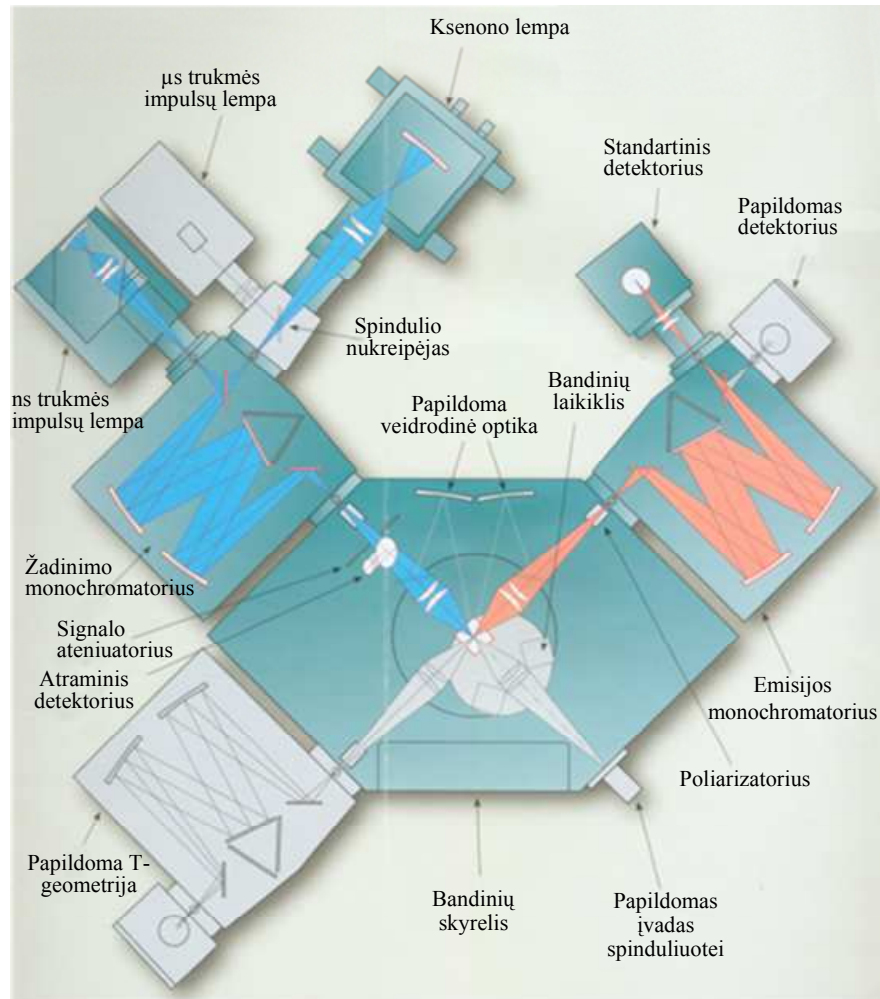 Ksenono lempa
µs trukmės
impulsų lempa
Standartinis
detektorius
Papildomas
detektorius
Spindulio
nukreipėjas
Bandinių
laikiklis
ns trukmės
impulsų lempa
Papildoma
veidrodinė optika
Žadinimo
monochromatorius
Signalo
ateniuatorius
Atraminis
detektorius
Emisijos
monochromatorius
Poliarizatorius
Papildoma T-
geometrija
Bandinių
skyrelis
Papildomas
įvadas
spinduliuotei